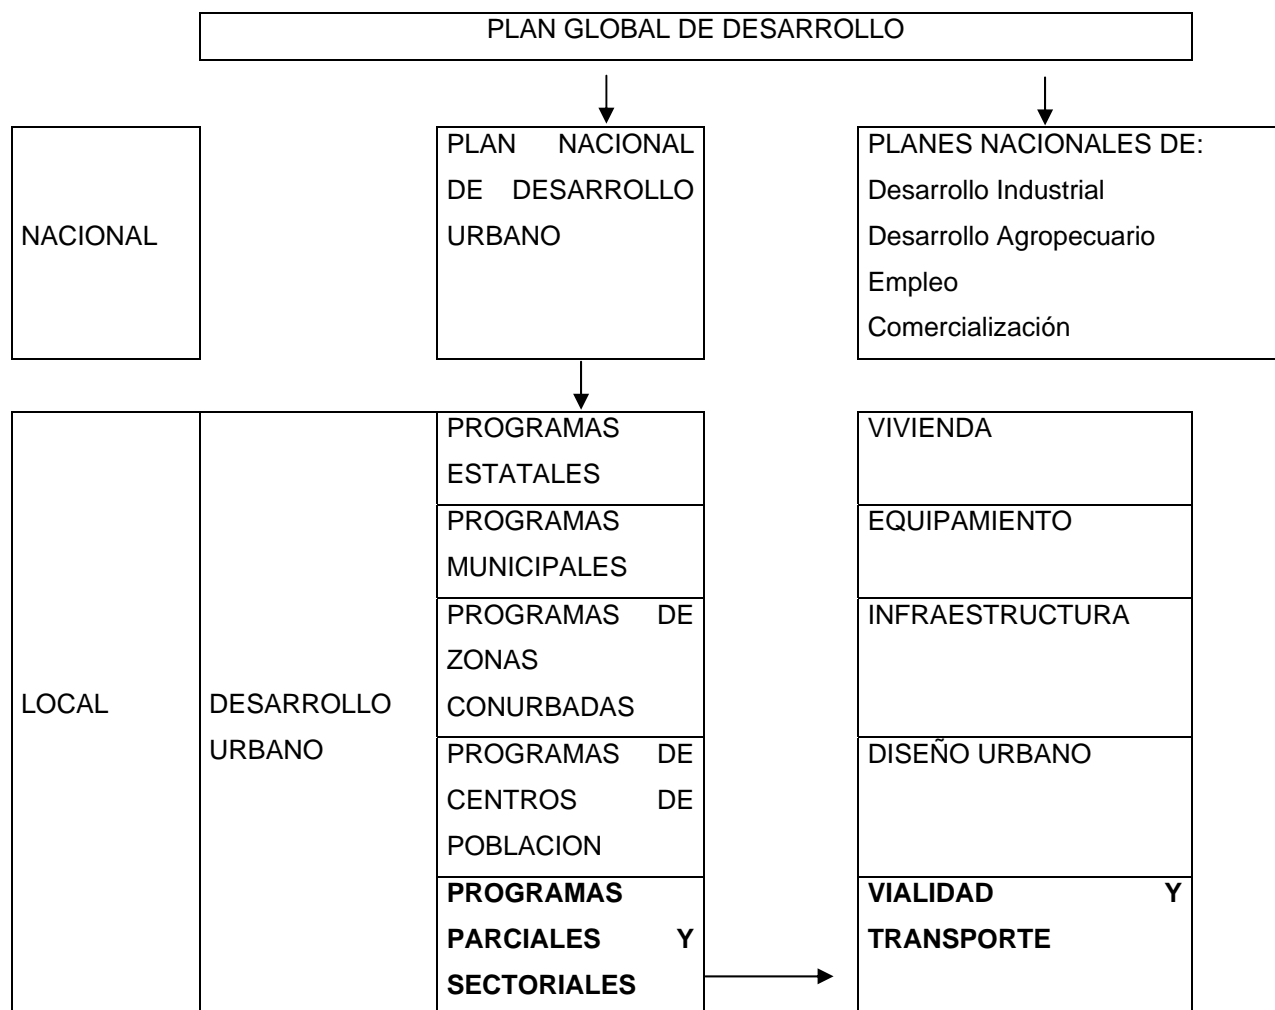 PLAN GLOBAL DE DESARROLLO
NACIONAL
PLAN NACIONAL
DE DESARROLLO
URBANO
PLANES NACIONALES DE:
Desarrollo Industrial
Desarrollo Agropecuario
Empleo
Comercialización
LOCAL
DESARROLLO
URBANO
PROGRAMAS
ESTATALES
VIVIENDA
PROGRAMAS
MUNICIPALES
EQUIPAMIENTO
PROGRAMAS DE
ZONAS
CONURBADAS
INFRAESTRUCTURA
PROGRAMAS DE
CENTROS DE
POBLACION
DISEÑO URBANO
PROGRAMAS
PARCIALES Y
SECTORIALES
VIALIDAD Y
TRANSPORTE